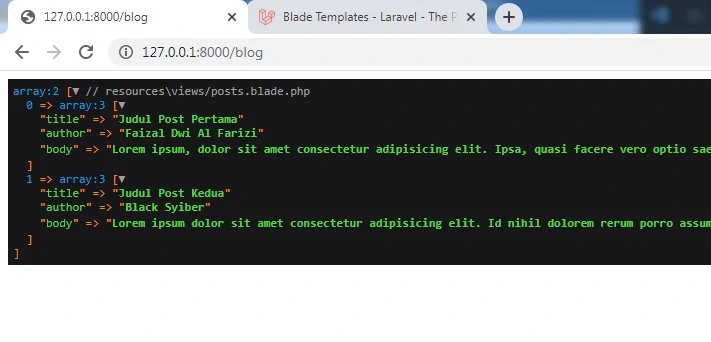 127.0.0.1:8000/blog
Blade Templates - Laravel - The
127.0.0.1:8000/blog
array:2 [▼ // resources\views/posts.blade.php
0 => array:3 [▼
"title" => "Judul Post Pertama"
"author" => "Faizal Dwi Al Farizi"
"body" => "Lorem ipsum, dolor sit amet consectetur adipisicing elit. Ipsa, quasi facere vero optio sae
]
1 => array:3 [▼
"title" => "Judul Post Kedua"
"author" => "Black Syiber"
"body" => "Lorem ipsum dolor sit amet consectetur adipisicing elit. Id nihil dolorem rerum porro assum
]
]